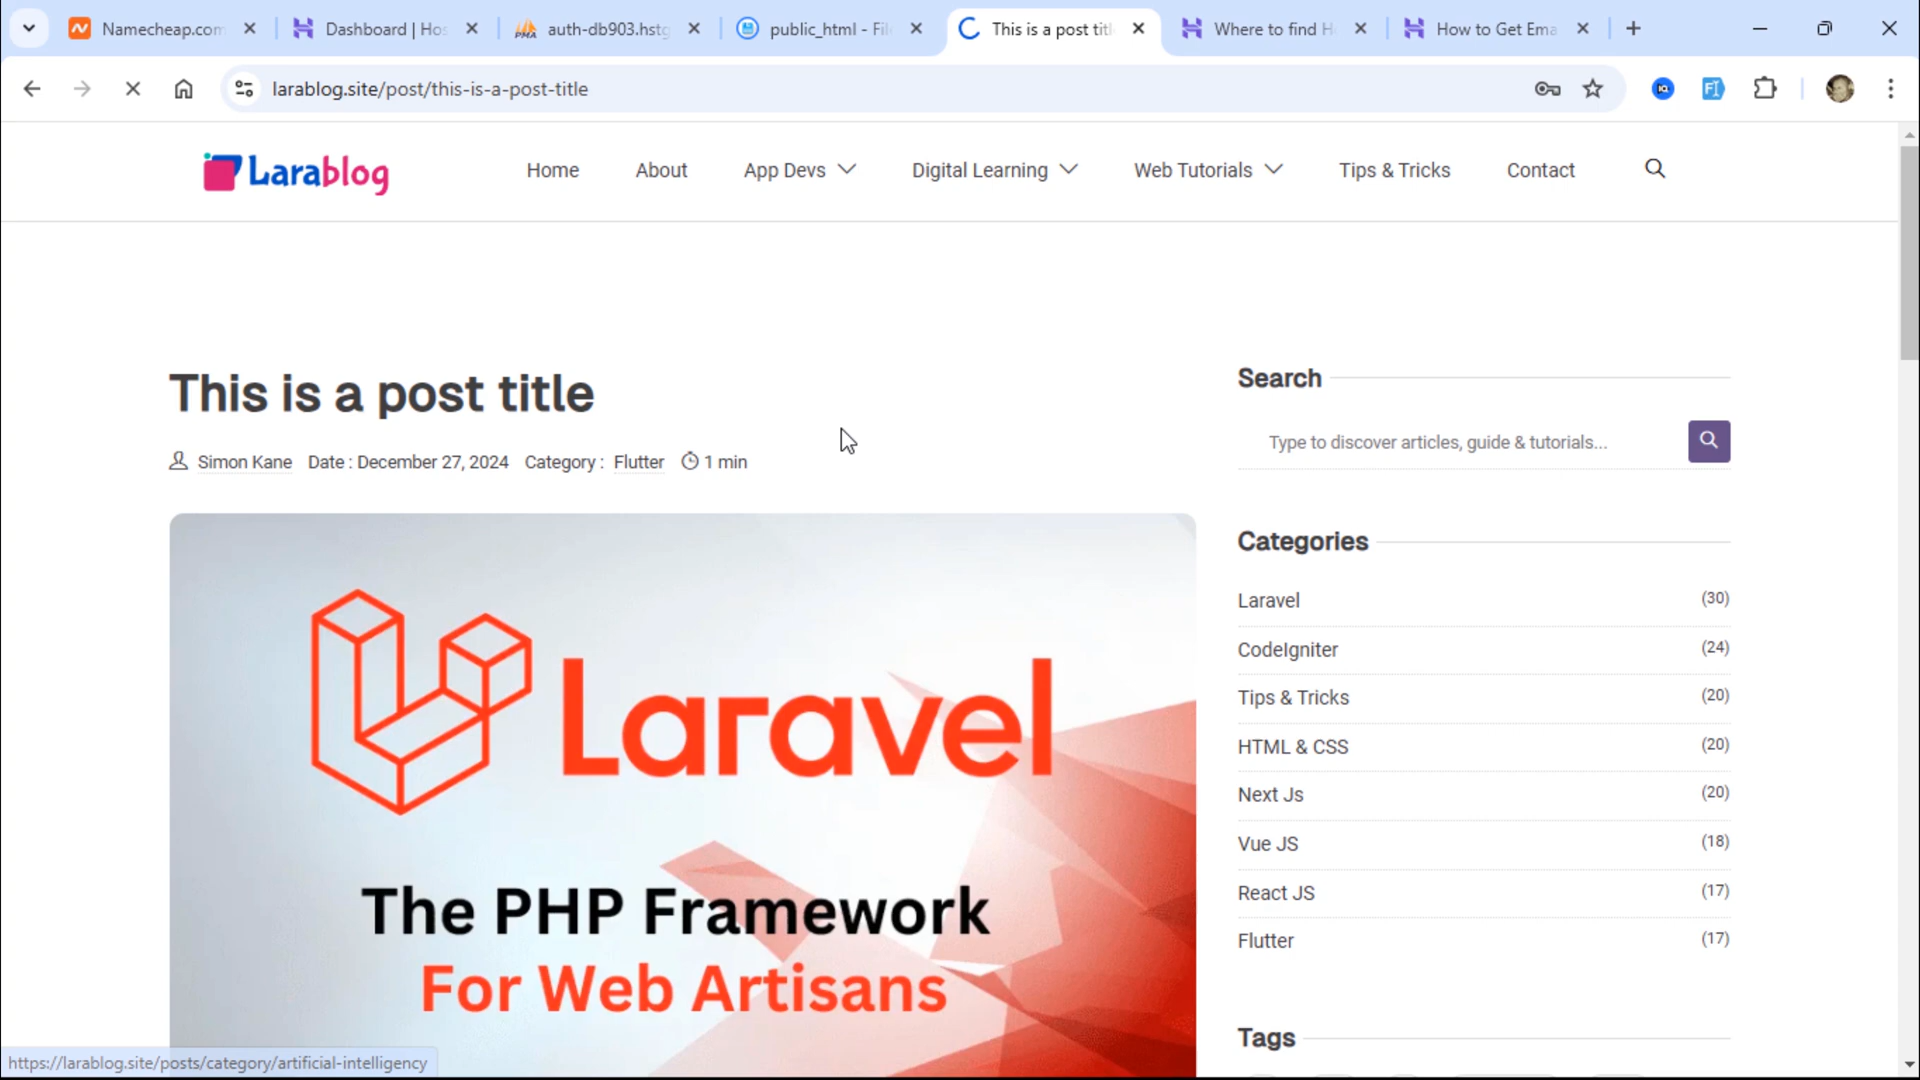 Namecheap.com
Dashboard | Hos
auth-db903.hstg
public_html - Fil
This is a post titl
Where to find H
How to Get Ema
larablog.site/post/this-is-a-post-title
Larablog
Home
About
App Devs
Digital Learning
Web Tutorials
Tips & Tricks
Contact
This is a post title
Simon Kane Date : December 27, 2024 Category : Flutter 1 min
Laravel
The PHP Framework
For Web Artisans
Search
Type to discover articles, guide & tutorials...
Categories
Laravel (30)
CodeIgniter (24)
Tips & Tricks (20)
HTML & CSS (20)
Next Js (20)
Vue JS (18)
React JS (17)
Flutter (17)
Tags
https://larablog.site/posts/category/artificial-intelligency